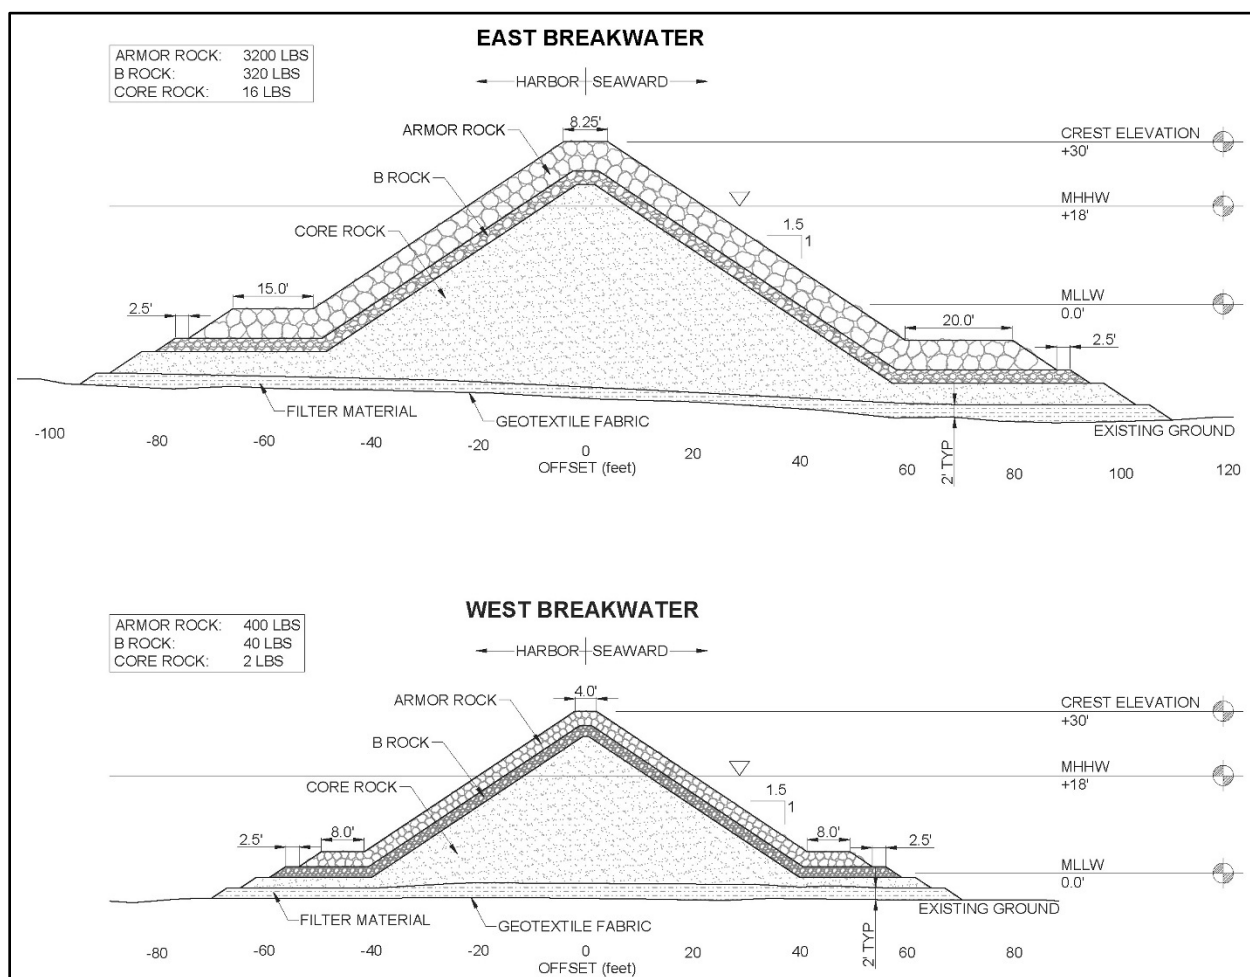 EAST BREAKWATER
ARMOR ROCK: 3200 LBS
B ROCK: 320 LBS
CORE ROCK: 16 LBS
HARBOR SEAWARD
8.25'
ARMOR ROCK
CREST ELEVATION
+30'
B ROCK
MHHW
+18'
CORE ROCK
1.5
1
15.0'
MLLW
0.0'
2.5'
20.0'
2.5'
FILTER MATERIAL
GEOTEXTILE FABRIC
EXISTING GROUND
2' TYP
-100 -80 -60 -40 -20 0 20 40 60 80 100 120
OFFSET (feet)
WEST BREAKWATER
ARMOR ROCK: 400 LBS
B ROCK: 40 LBS
CORE ROCK: 2 LBS
HARBOR SEAWARD
4.0'
ARMOR ROCK
CREST ELEVATION
+30'
B ROCK
MHHW
+18'
CORE ROCK
1.5
1
2.5'
8.0'
8.0'
2.5'
MLLW
0.0'
FILTER MATERIAL
GEOTEXTILE FABRIC
EXISTING GROUND
2' TYP
-80 -60 -40 -20 0 20 40 60 80
OFFSET (feet)